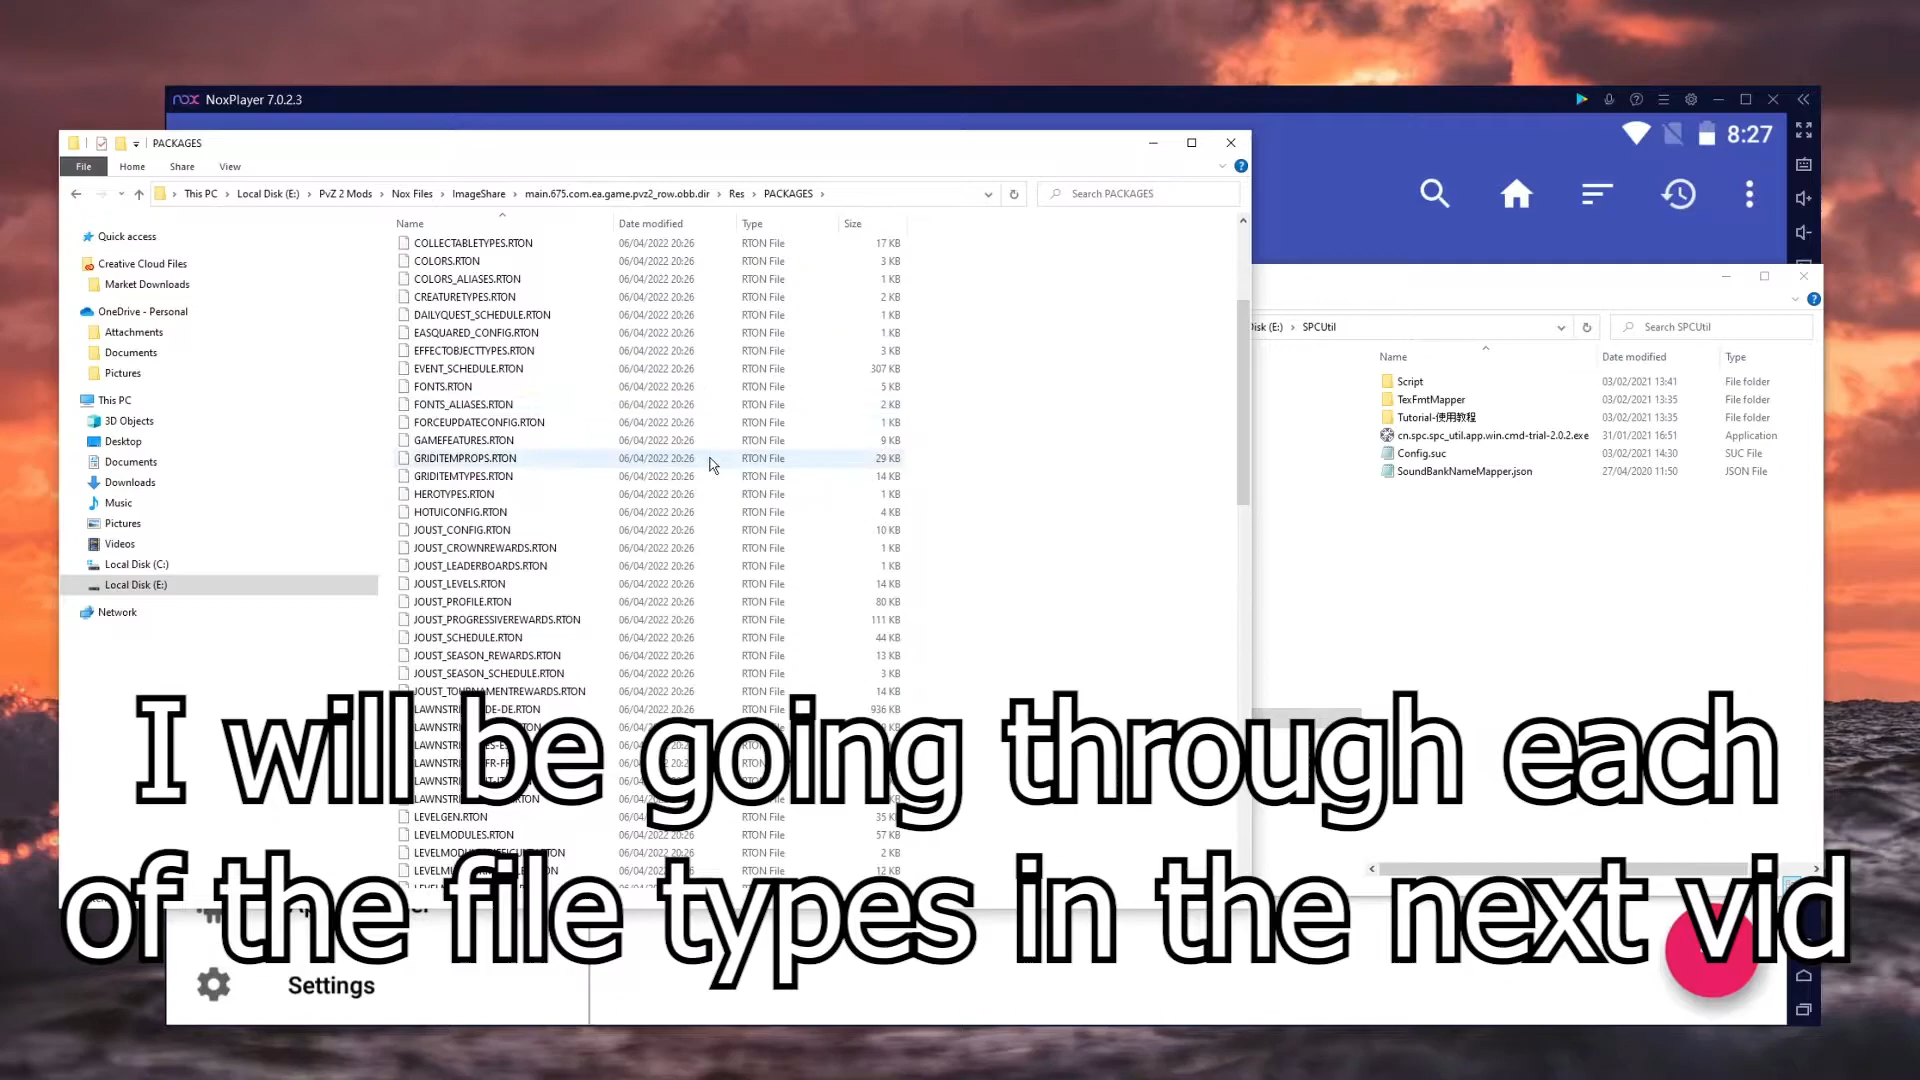 nox NoxPlayer 7.0.2.3
8:27
PACKAGES
File Home Share View
This PC > Local Disk (E:) > PvZ 2 Mods > Nox Files > ImageShare > main.675.com.ea.game.pvz2_row.obb.dir > Res > PACKAGES >
Search PACKAGES
Quick access
Creative Cloud Files
Market Downloads
OneDrive - Personal
Attachments
Documents
Pictures
This PC
3D Objects
Desktop
Documents
Downloads
Music
Pictures
Videos
Local Disk (C:)
Local Disk (E:)
Network
Name Date modified Type Size
COLLECTABLETYPES.RTON 06/04/2022 20:26 RTON File 17 KB
COLORS.RTON 06/04/2022 20:26 RTON File 3 KB
COLORS_ALIASES.RTON 06/04/2022 20:26 RTON File 1 KB
CREATURETYPES.RTON 06/04/2022 20:26 RTON File 2 KB
DAILYQUEST_SCHEDULE.RTON 06/04/2022 20:26 RTON File 1 KB
EASQUARED_CONFIG.RTON 06/04/2022 20:26 RTON File 1 KB
EFFECTOBJECTTYPES.RTON 06/04/2022 20:26 RTON File 3 KB
EVENT_SCHEDULE.RTON 06/04/2022 20:26 RTON File 307 KB
FONTS.RTON 06/04/2022 20:26 RTON File 5 KB
FONTS_ALIASES.RTON 06/04/2022 20:26 RTON File 2 KB
FORCEUPDATECONFIG.RTON 06/04/2022 20:26 RTON File 1 KB
GAMEFEATURES.RTON 06/04/2022 20:26 RTON File 9 KB
GRIDITEMPROPS.RTON 06/04/2022 20:26 RTON File 29 KB
GRIDITEMTYPES.RTON 06/04/2022 20:26 RTON File 14 KB
HEROTYPES.RTON 06/04/2022 20:26 RTON File 1 KB
HOTUICONFIG.RTON 06/04/2022 20:26 RTON File 4 KB
JOUST_CONFIG.RTON 06/04/2022 20:26 RTON File 10 KB
JOUST_CROWNREWARDS.RTON 06/04/2022 20:26 RTON File 1 KB
JOUST_LEADERBOARDS.RTON 06/04/2022 20:26 RTON File 1 KB
JOUST_LEVELS.RTON 06/04/2022 20:26 RTON File 14 KB
JOUST_PROFILE.RTON 06/04/2022 20:26 RTON File 80 KB
JOUST_PROGRESSIVEREWARDS.RTON 06/04/2022 20:26 RTON File 111 KB
JOUST_SCHEDULE.RTON 06/04/2022 20:26 RTON File 44 KB
JOUST_SEASON_REWARDS.RTON 06/04/2022 20:26 RTON File 13 KB
JOUST_SEASON_SCHEDULE.RTON 06/04/2022 20:26 RTON File 3 KB
JOUST_TOURNAMENTREWARDS.RTON 06/04/2022 20:26 RTON File 14 KB
06/04/2022 20:26 RTON File 936 KB
LEVELGEN.RTON 06/04/2022 20:26 RTON File 35 KB
LEVELMODULES.RTON 06/04/2022 20:26 RTON File 57 KB
06/04/2022 20:26 RTON File 2 KB
RTON File 12 KB
Disk (E:) > SPCUtil
Search SPCUtil
Name Date modified Type
Script 03/02/2021 13:41 File folder
TexFmtMapper 03/02/2021 13:35 File folder
Tutorial-使用教程 03/02/2021 13:35 File folder
cn.spc.spc_util.app.win.cmd-trial-2.0.2.exe 31/01/2021 16:51 Application
Config.suc 03/02/2021 14:30 SUC File
SoundBankNameMapper.json 27/04/2020 11:50 JSON File
I will be going through each
of the file types in the next vid
Settings